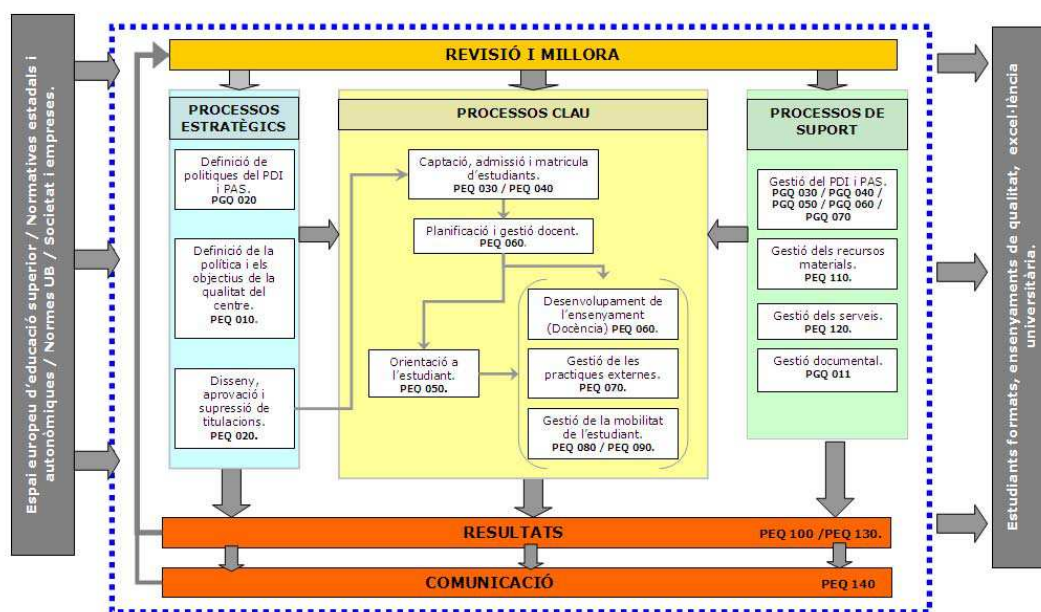 Espai europeu d'educació superior / Normatives estadals i
autonòmiques / Normes UB / Societat i empreses.
REVISIÓ I MILLORA
PROCESSOS
ESTRATÈGICS
Definició de
politiques del PDI
i PAS.
PGQ 020
Definició de la
política i els
objectius de la
qualitat del
centre.
PEQ 010.
Disseny,
aprovació i
supressió de
titulacions.
PEQ 020.
PROCESSOS CLAU
Captació, admissió i matricula
d'estudiants.
PEQ 030 / PEQ 040
Planificació i gestió docent.
PEQ 060.
Orientació a
l'estudiant.
PEQ 050.
Desenvolupament de
l'ensenyament
(Docència) PEQ 060.
Gestió de les
practiques externes.
PEQ 070.
Gestió de la mobilitat
de l'estudiant.
PEQ 080 / PEQ 090.
PROCESSOS DE
SUPORT
Gestió del PDI i PAS.
PGQ 030 / PGQ 040 /
PGQ 050 / PGQ 060 /
PGQ 070
Gestió dels recursos
materials.
PEQ 110.
Gestió dels serveis.
PEQ 120.
Gestió documental.
PGQ 011
RESULTATS PEQ 100 /PEQ 130.
COMUNICACIÓ PEQ 140
Estudiants formats, ensenyaments de qualitat, excel·lència
universitària.